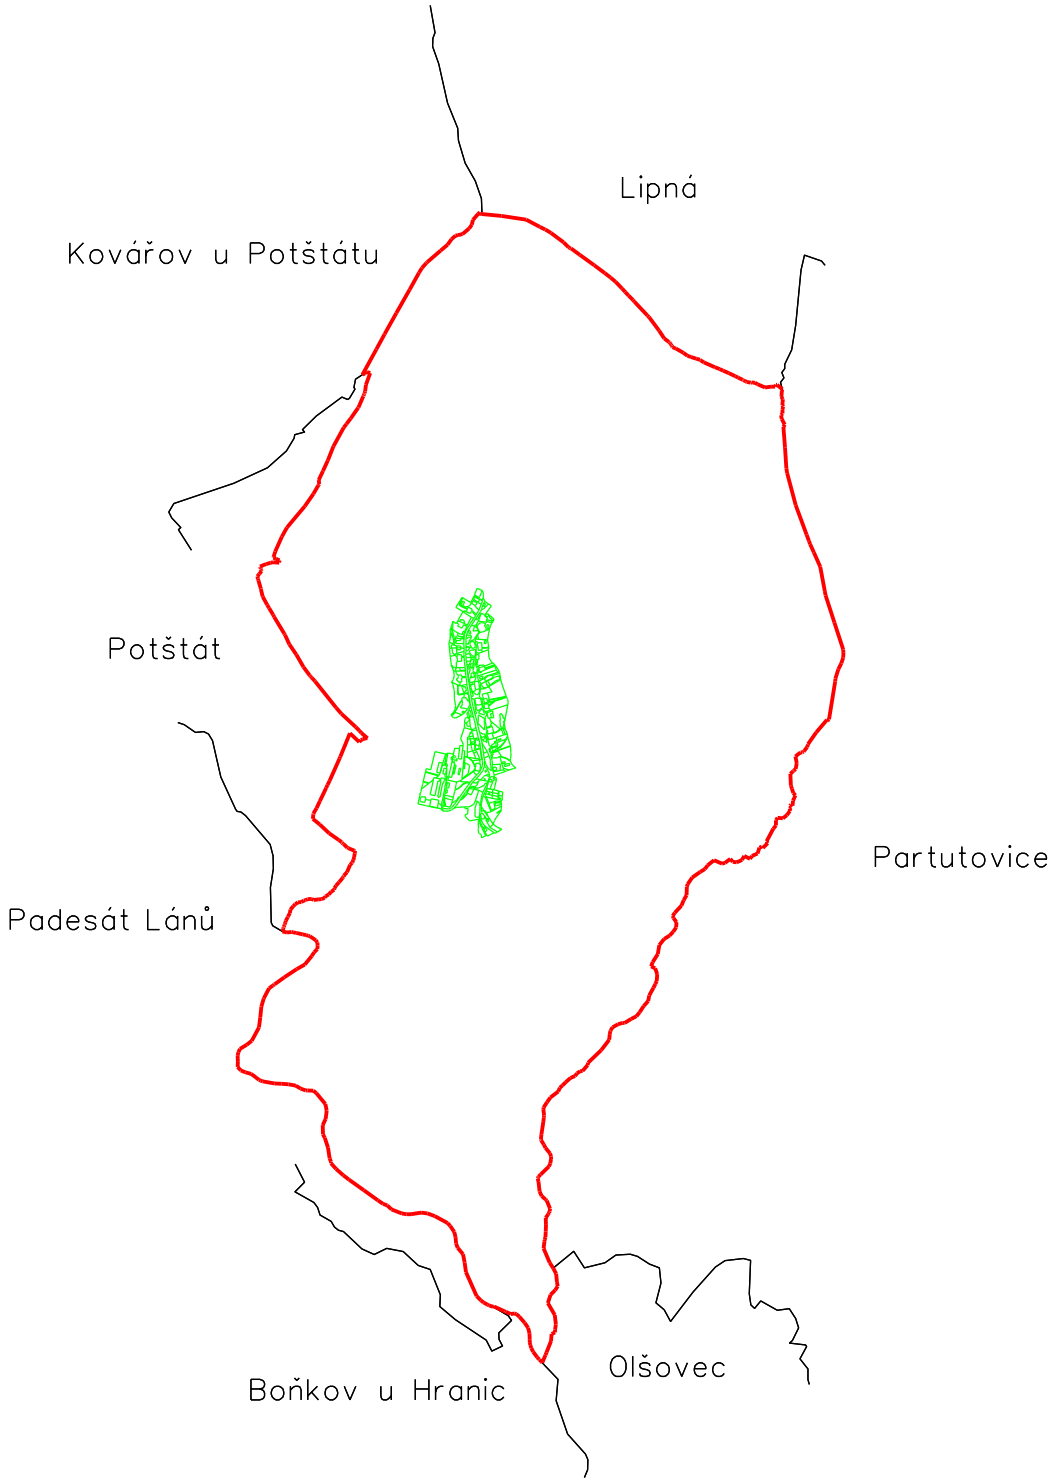 Lipná
Kovářov u Potštátu
Potštát
Partutovice
Padesát Lánů
Olšovec
Boňkov u Hranic